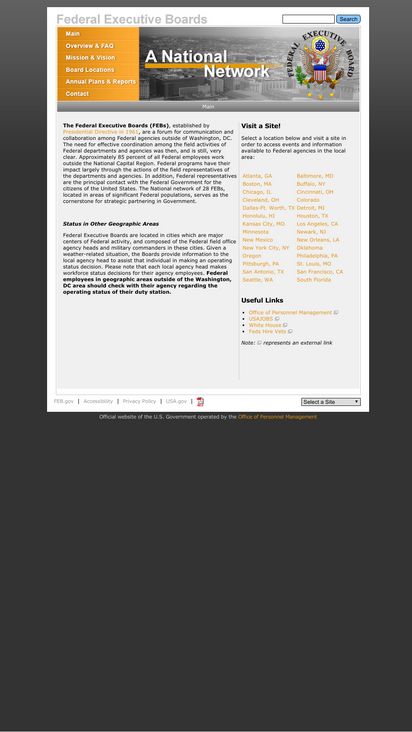 Federal Executive Boards
Search
Main
Overview & FAQ
Mission & Vision
Board Locations
Annual Plans & Reports
Contact
A National
Network
FEDERAL EXECUTIVE BOARD
Main
The Federal Executive Boards (FEBs), established by
Presidential Directive in 1961, are a forum for communication and
collaboration among Federal agencies outside of Washington, DC.
The need for effective coordination among the field activities of
Federal departments and agencies was then, and is still, very
clear. Approximately 85 percent of all Federal employees work
outside the National Capital Region. Federal programs have their
impact largely through the actions of the field representatives of
the departments and agencies. In addition, Federal representatives
are the principal contact with the Federal Government for the
citizens of the United States. The National network of 28 FEBs,
located in areas of significant Federal populations, serves as the
cornerstone for strategic partnering in Government.
Status in Other Geographic Areas
Federal Executive Boards are located in cities which are major
centers of Federal activity, and composed of the Federal field office
agency heads and military commanders in these cities. Given a
weather-related situation, the Boards provide information to the
local agency head to assist that individual in making an operating
status decision. Please note that each local agency head makes
workforce status decisions for their agency employees. Federal
employees in geographic areas outside of the Washington,
DC area should check with their agency regarding the
operating status of their duty station.
Visit a Site!
Select a location below and visit a site in
order to access events and information
available to Federal agencies in the local
area:
Atlanta, GA Baltimore, MD
Boston, MA Buffalo, NY
Chicago, IL Cincinnati, OH
Cleveland, OH Colorado
Dallas-Ft. Worth, TX Detroit, MI
Honolulu, HI Houston, TX
Kansas City, MO Los Angeles, CA
Minnesota Newark, NJ
New Mexico New Orleans, LA
New York City, NY Oklahoma
Oregon Philadelphia, PA
Pittsburgh, PA St. Louis, MO
San Antonio, TX San Francisco, CA
Seattle, WA South Florida
Useful Links
Office of Personnel Management
USAJOBS
White House
Feds Hire Vets
Note: represents an external link
FEB.gov | Accessibility | Privacy Policy | USA.gov |
Select a Site
Official website of the U.S. Government operated by the Office of Personnel Management